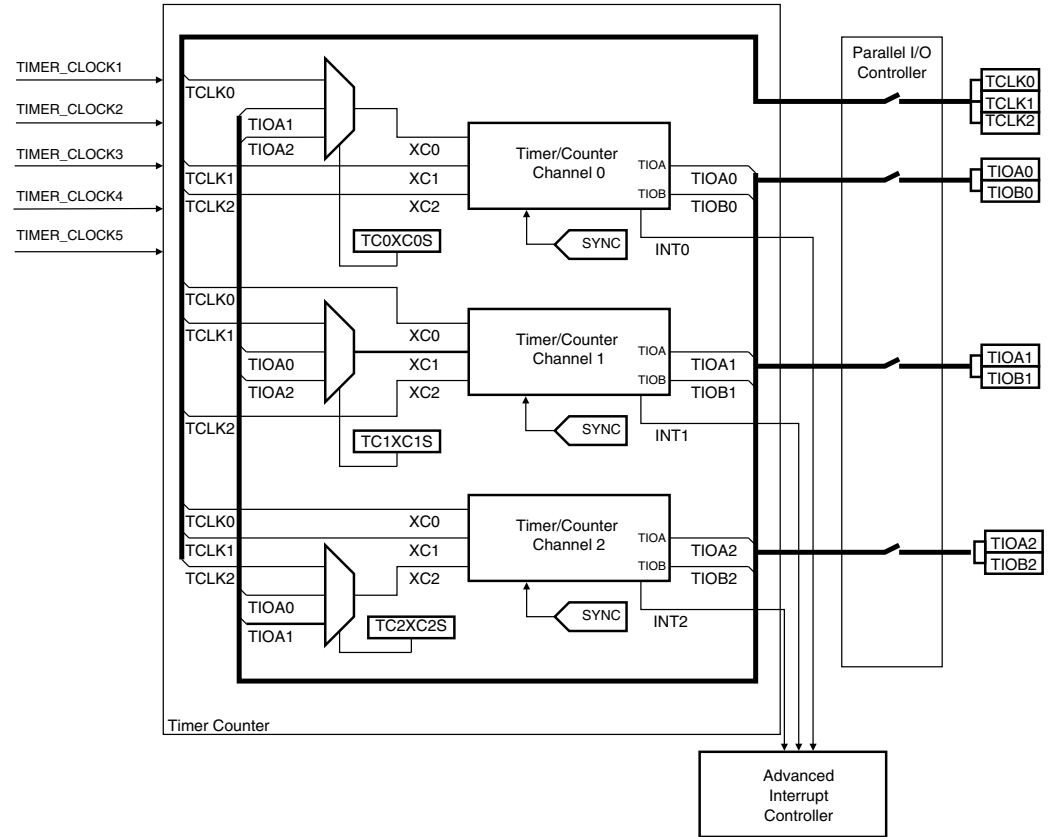 TIMER_CLOCK1
TIMER_CLOCK2
TIMER_CLOCK3
TIMER_CLOCK4
TIMER_CLOCK5
TCLK0
TIOA1
TIOA2
TCLK1
TCLK2
XC0
XC1
XC2
TC0XC0S
Timer/Counter
Channel 0
TIOA
TIOB
TIOA0
TIOB0
SYNC
INT0
TCLK0
TCLK1
TIOA0
TIOA2
TCLK2
XC0
XC1
XC2
TC1XC1S
Timer/Counter
Channel 1
TIOA
TIOB
TIOA1
TIOB1
SYNC
INT1
TCLK0
TCLK1
TCLK2
TIOA0
TIOA1
XC0
XC1
XC2
TC2XC2S
Timer/Counter
Channel 2
TIOA
TIOB
TIOA2
TIOB2
SYNC
INT2
Timer Counter
Parallel I/O
Controller
TCLK0
TCLK1
TCLK2
TIOA0
TIOB0
TIOA1
TIOB1
TIOA2
TIOB2
Advanced
Interrupt
Controller